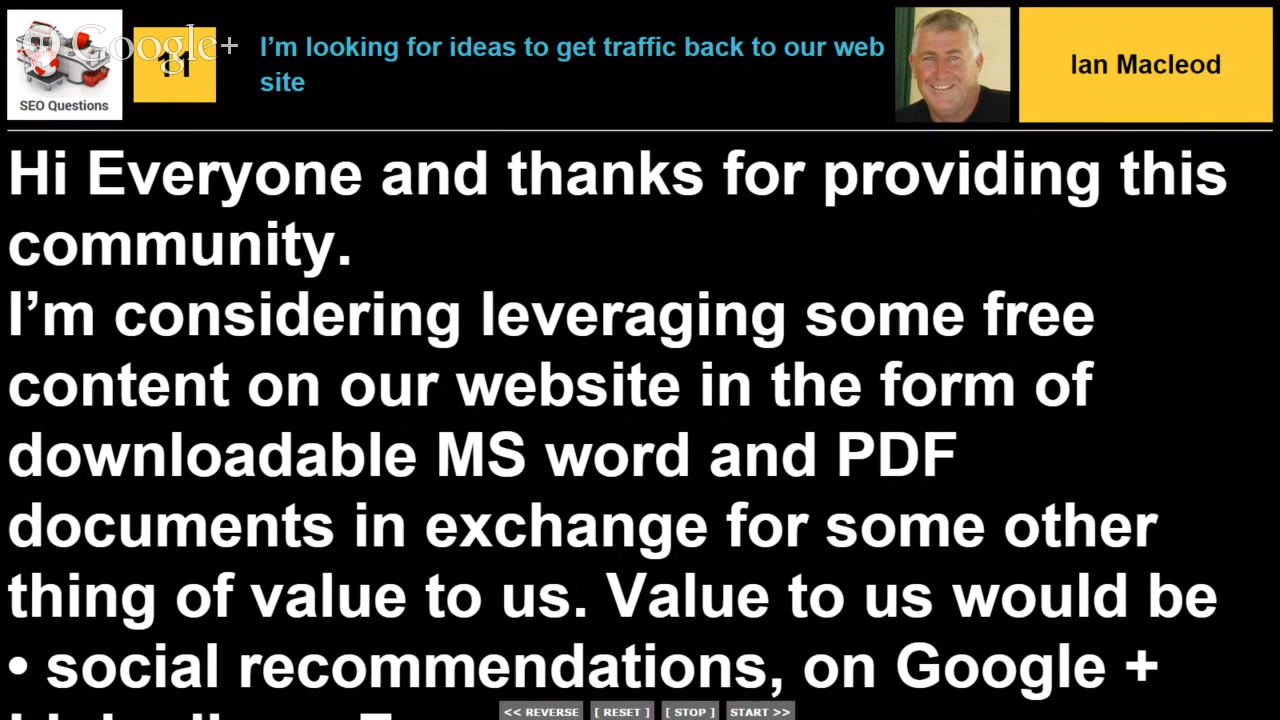 Google+
SEO Questions
11
I’m looking for ideas to get traffic back to our web
site
Ian Macleod
Hi Everyone and thanks for providing this
community.
I’m considering leveraging some free
content on our website in the form of
downloadable MS word and PDF
documents in exchange for some other
thing of value to us. Value to us would be
• social recommendations, on Google +
<< REVERSE [ RESET ] [ STOP ] START >>